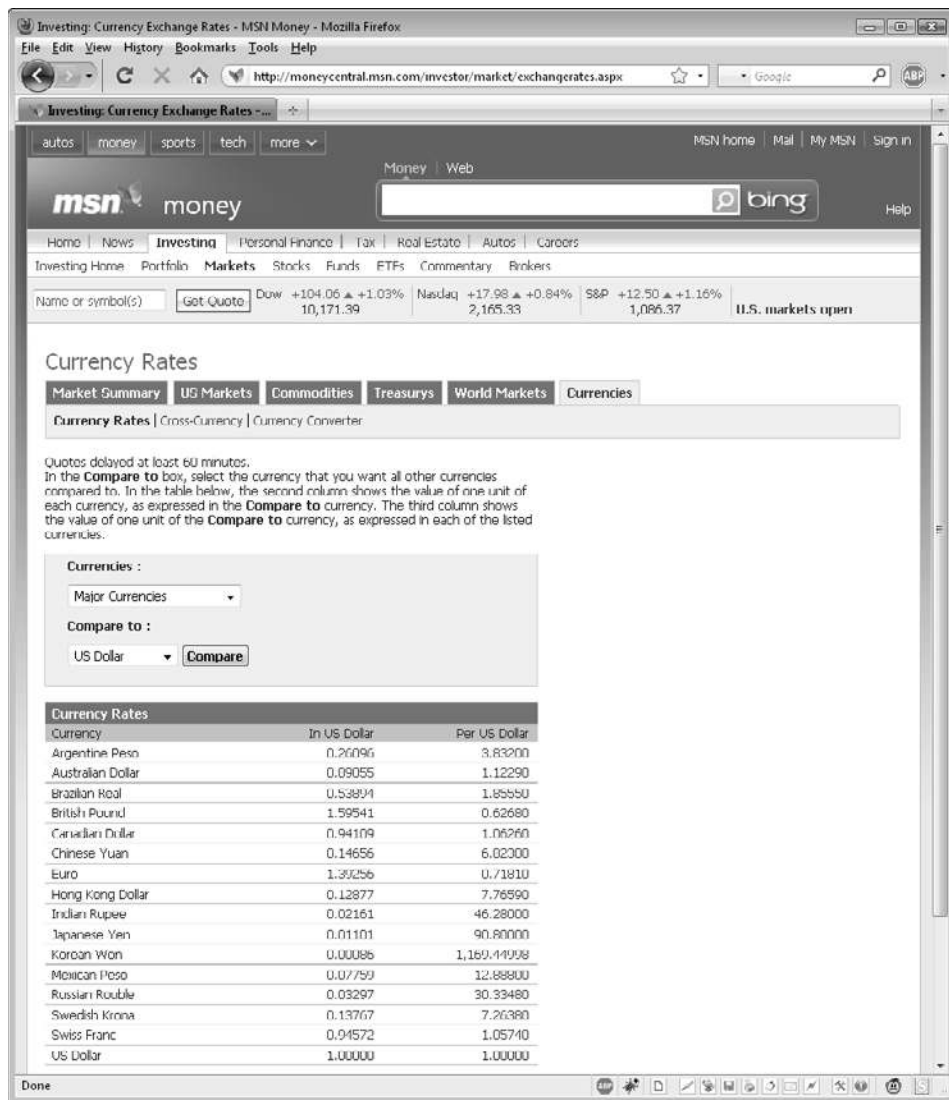 Investing: Currency Exchange Rates - MSN Money - Mozilla Firefox
File Edit View History Bookmarks Tools Help
http://moneycentral.msn.com/investor/market/exchangerates.aspx Google ABP
Investing: Currency Exchange Rates -...
autos money sports tech more MSN home | Mail | My MSN | Sign in
Money | Web
msn money bing Help
Home | News Investing Personal Finance | Tax | Real Estate | Autos | Careers
Investing Home Portfolio Markets Stocks Funds ETFs Commentary Brokers
Name or symbol(s) Get Quote Dow +104.06 ▲ +1.03% Nasdaq +17.98 ▲ +0.84% S&P +12.50 ▲ +1.16%
10,171.39 2,165.33 1,086.37 U.S. markets open
Currency Rates
Market Summary US Markets Commodities Treasurys World Markets Currencies
Currency Rates | Cross-Currency | Currency Converter
Quotes delayed at least 60 minutes.
In the Compare to box, select the currency that you want all other currencies
compared to. In the table below, the second column shows the value of one unit of
each currency, as expressed in the Compare to currency. The third column shows
the value of one unit of the Compare to currency, as expressed in each of the listed
currencies.
Currencies :
Major Currencies
Compare to :
US Dollar Compare
Currency Rates
Currency In US Dollar Per US Dollar
Argentine Peso 0.26096 3.83200
Australian Dollar 1.12290
Brazilian Real 0.53894 1.85550
British Pound 1.59541 0.62680
Canadian Dollar 0.94109 1.06260
Chinese Yuan 0.14656
Euro 1.39256 0.71810
Hong Kong Dollar 0.12877 7.76590
Indian Rupee 0.02161 46.28000
Japanese Yen 0.01101 90.80000
Korean Won 0.00086 1,169.44998
Mexican Peso 0.07759 12.88800
Russian Rouble 0.03297 30.33480
Swedish Krona 0.13767 7.26380
Swiss Franc 0.94572 1.05740
US Dollar 1.00000 1.00000
Done ABP